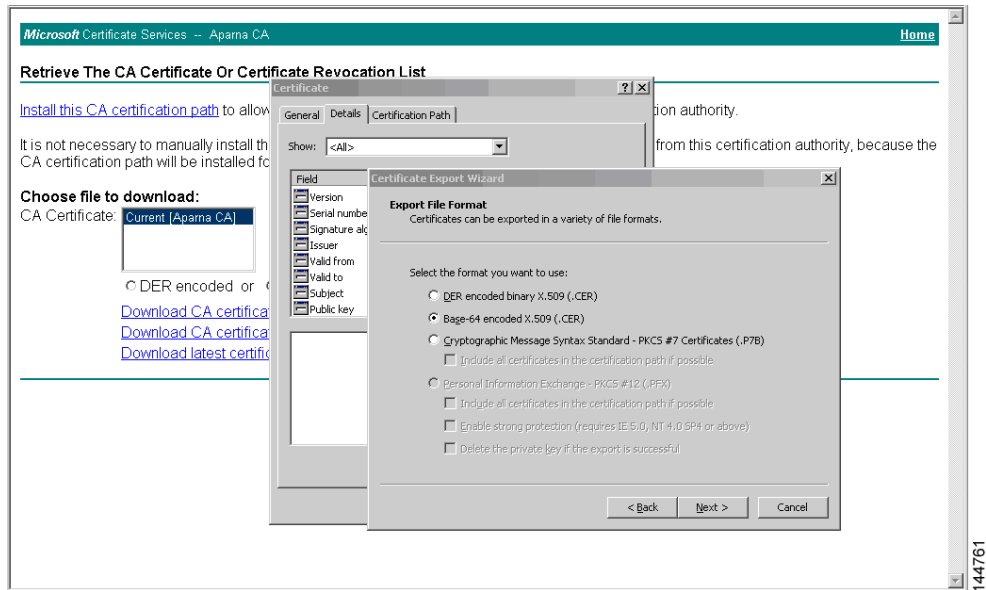 Microsoft Certificate Services -- Aparna CA
Home
Retrieve The CA Certificate Or Certificate Revocation List
Install this CA certification path to allow
tion authority.
It is not necessary to manually install th
from this certification authority, because the
CA certification path will be installed fo
Choose file to download:
CA Certificate:
Current [Aparna CA]
DER encoded or
Download CA certifica
Download CA certifica
Download latest certific
Certificate
General
Details
Certification Path
Show:
<All>
Field
Version
Serial numbe
Signature alg
Issuer
Valid from
Valid to
Subject
Public key
Certificate Export Wizard
Export File Format
Certificates can be exported in a variety of file formats.
Select the format you want to use:
DER encoded binary X.509 (.CER)
Base-64 encoded X.509 (.CER)
Cryptographic Message Syntax Standard - PKCS #7 Certificates (.P7B)
Include all certificates in the certification path if possible
Personal Information Exchange - PKCS #12 (.PFX)
Include all certificates in the certification path if possible
Enable strong protection (requires IE 5.0, NT 4.0 SP4 or above)
Delete the private key if the export is successful
< Back
Next >
Cancel
144761